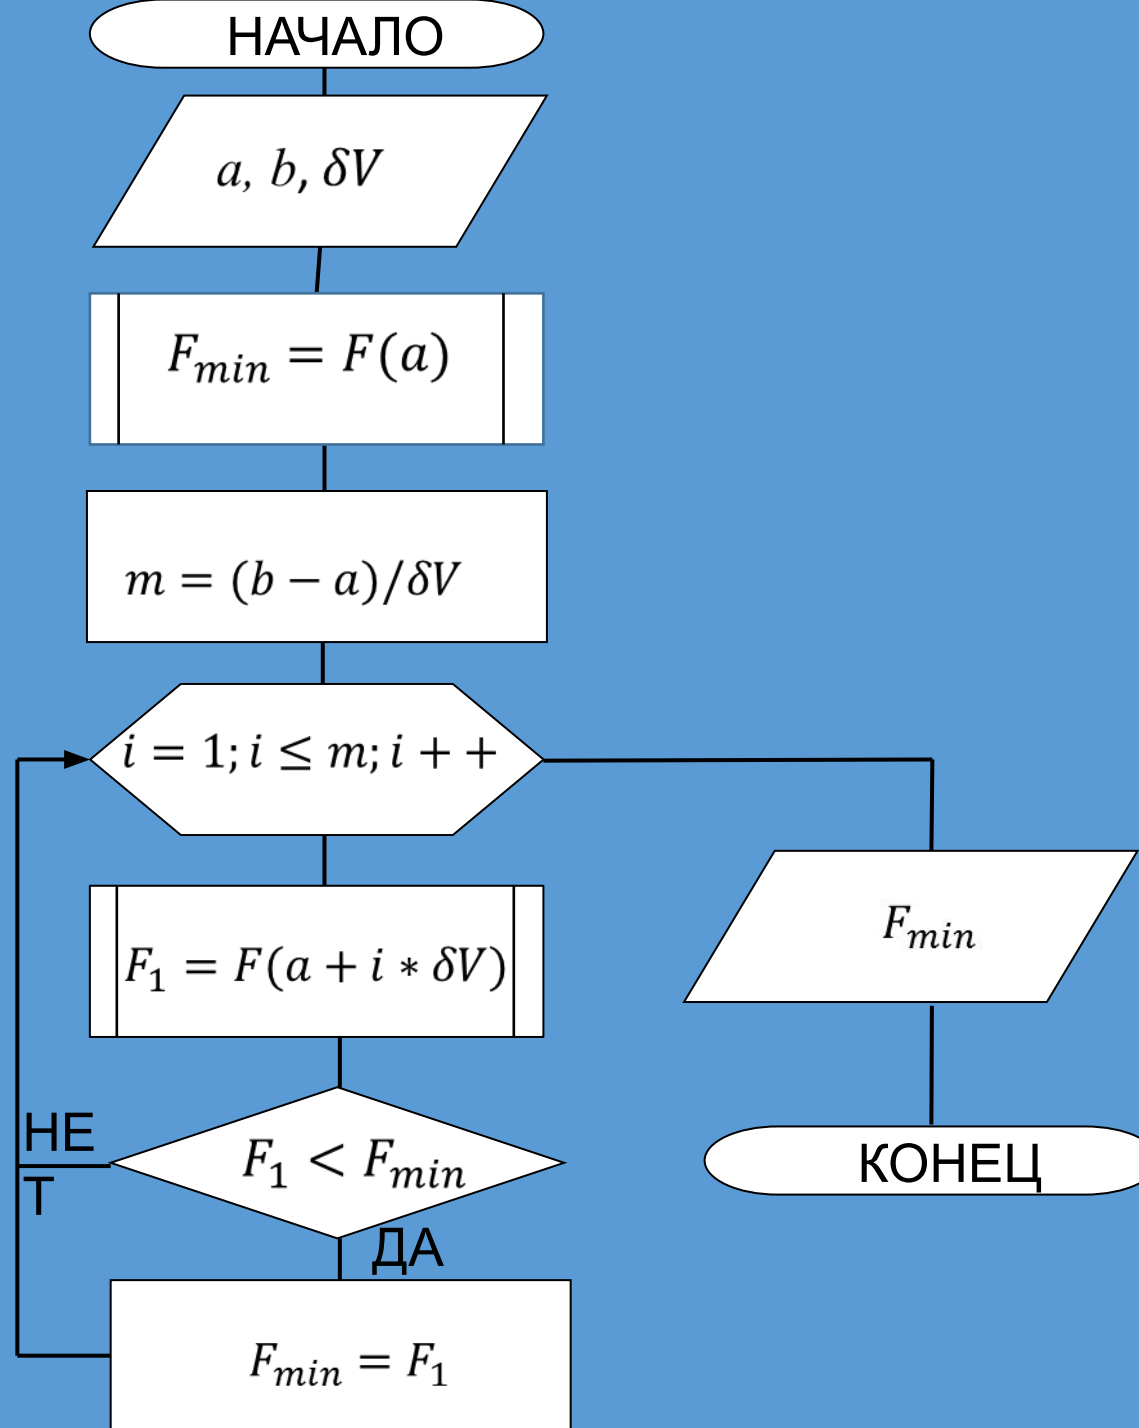 НАЧАЛО
a, b, δV
F_min = F(a)
m = (b − a)/δV
i = 1; i ≤ m; i + +
F_1 = F(a + i ∗ δV)
F_min
F_1 < F_min
НЕ
Т
ДА
КОНЕЦ
F_min = F_1